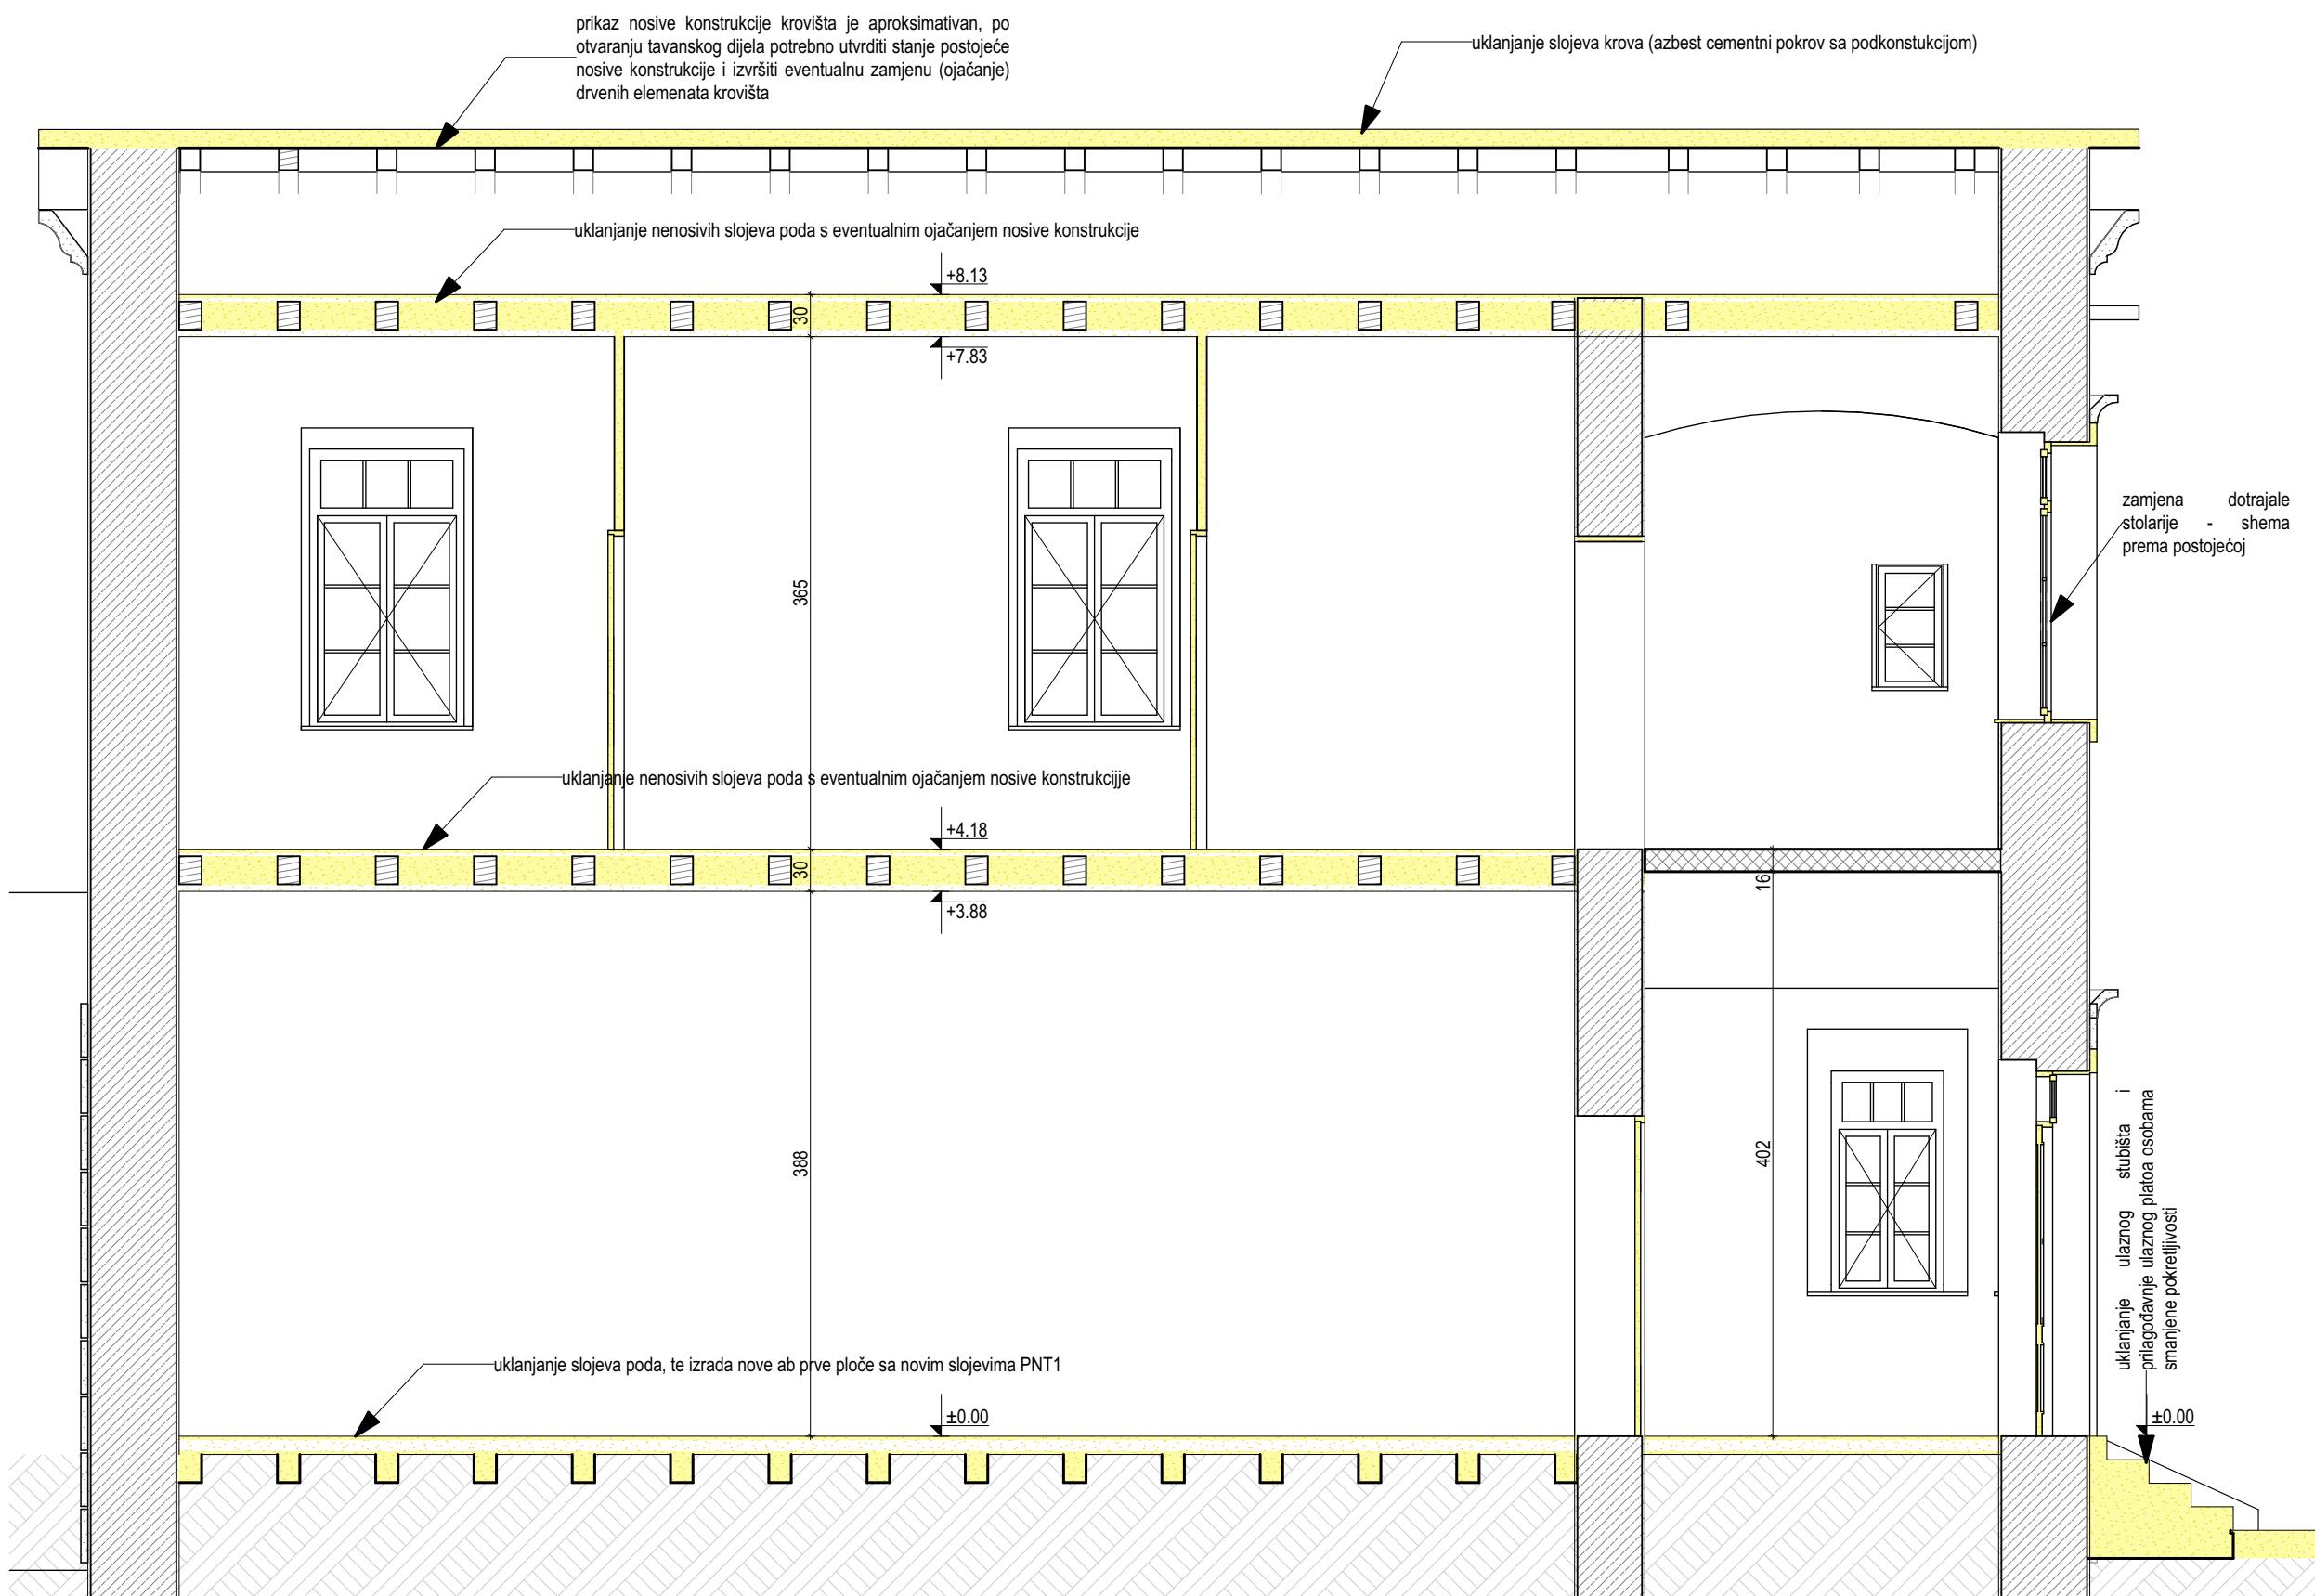 prikaz nosive konstrukcije krovišta je aproksimativan, po
otvaranju tavanskog dijela potrebno utvrditi stanje postojeće
nosive konstrukcije i izvršiti eventualnu zamjenu (ojačanje)
drvenih elemenata krovišta
uklanjanje slojeva krova (azbest cementni pokrov sa podkonstukcijom)
uklanjanje nenosivih slojeva poda s eventualnim ojačanjem nosive konstrukcije
+8.13
30
+7.83
zamjena dotrajale
stolarije - shema
prema postojećoj
365
uklanjanje nenosivih slojeva poda s eventualnim ojačanjem nosive konstrukcijje
+4.18
30
16
+3.88
388
402
uklanjanje ulaznog stubišta i
prilagođavnje ulaznog platoa osobama
smanjene pokretljivosti
uklanjanje slojeva poda, te izrada nove ab prve ploče sa novim slojevima PNT1
±0.00
±0.00